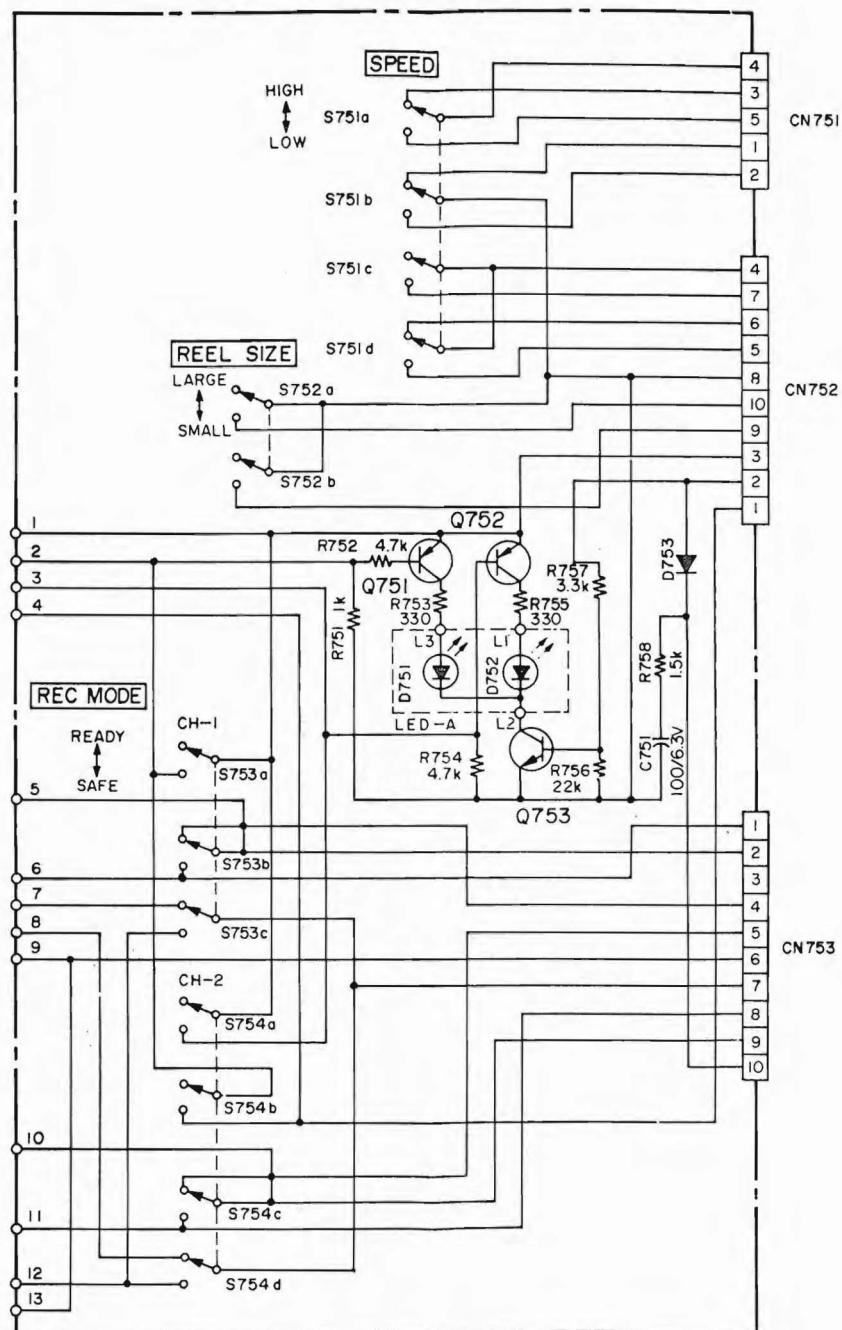 SPEED
HIGH
LOW
S751a
S751b
S751c
S751d
4
3
5
1
2
CN751
4
7
6
5
8
10
9
3
2
1
CN752
REEL SIZE
LARGE
SMALL
S752a
S752b
1
2
3
4
R752
4.7k
Q752
Q751
R751 1k
R753
330
R755
330
R757
3.3k
D753
L3
L1
D751
D752
LED-A
L2
R758
1.5k
C751
100/6.3V
R754
4.7k
R756
22k
Q753
REC MODE
READY
SAFE
CH-1
S753a
5
S753b
6
7
S753c
8
9
1
2
3
4
5
6
7
8
9
10
CN753
CH-2
S754a
S754b
10
S754c
11
12
S754d
13